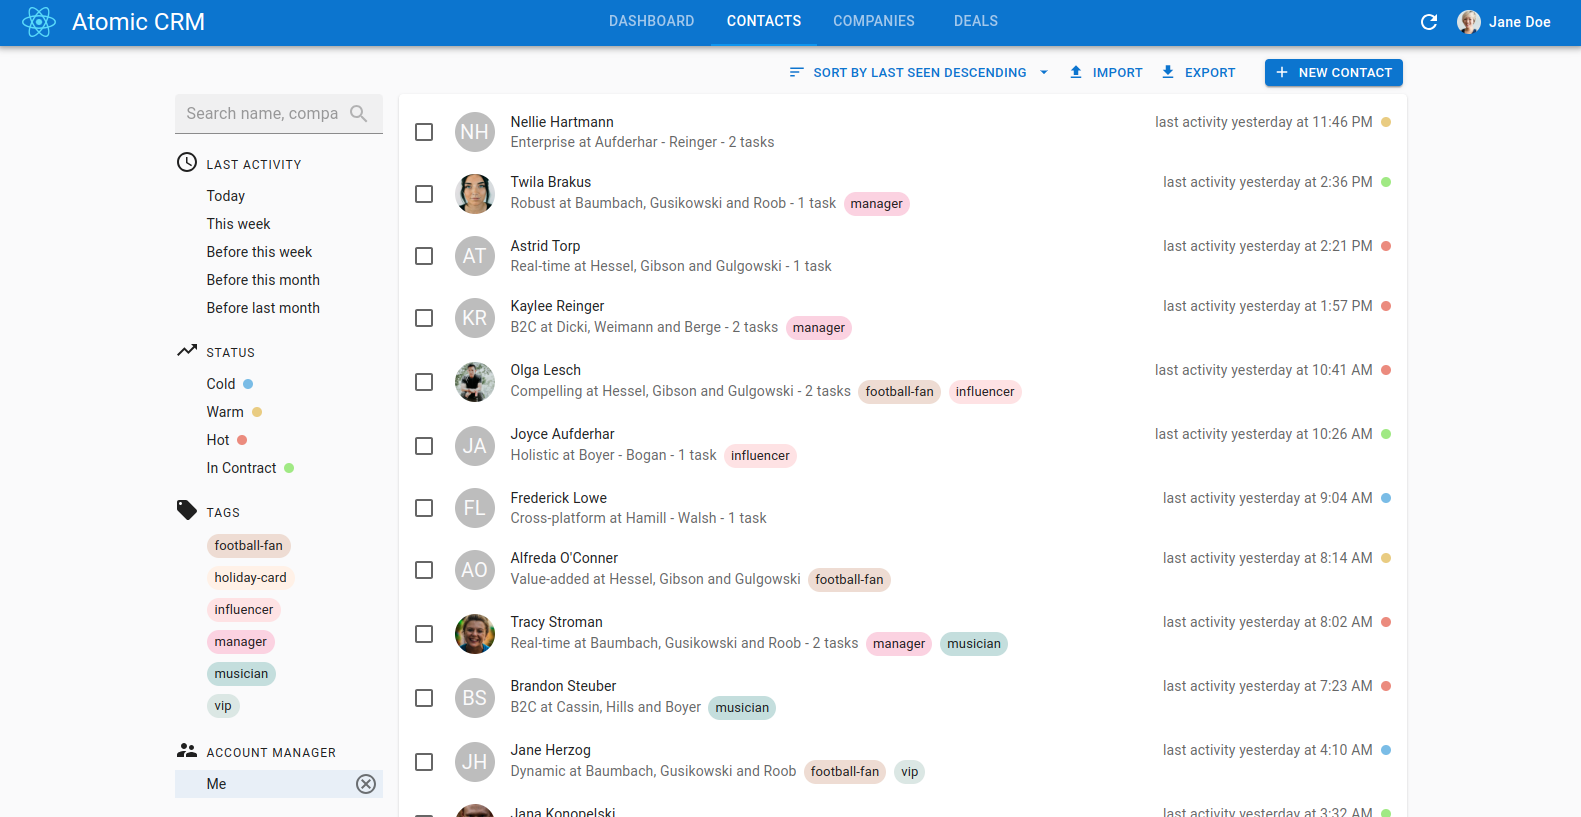 Atomic CRM
DASHBOARD
CONTACTS
COMPANIES
DEALS
Jane Doe
SORT BY LAST SEEN DESCENDING
IMPORT
EXPORT
NEW CONTACT
Search name, compa
LAST ACTIVITY
Today
This week
Before this week
Before this month
Before last month
STATUS
Cold
Warm
Hot
In Contract
TAGS
football-fan
holiday-card
influencer
manager
musician
vip
ACCOUNT MANAGER
Me
NH
Nellie Hartmann
last activity yesterday at 11:46 PM
Enterprise at Aufderhar - Reinger - 2 tasks
Twila Brakus
last activity yesterday at 2:36 PM
Robust at Baumbach, Gusikowski and Roob - 1 task manager
AT
Astrid Torp
last activity yesterday at 2:21 PM
Real-time at Hessel, Gibson and Gulgowski - 1 task
KR
Kaylee Reinger
last activity yesterday at 1:57 PM
B2C at Dicki, Weimann and Berge - 2 tasks manager
Olga Lesch
last activity yesterday at 10:41 AM
Compelling at Hessel, Gibson and Gulgowski - 2 tasks football-fan influencer
JA
Joyce Aufderhar
last activity yesterday at 10:26 AM
Holistic at Boyer - Bogan - 1 task influencer
FL
Frederick Lowe
last activity yesterday at 9:04 AM
Cross-platform at Hamill - Walsh - 1 task
AO
Alfreda O'Conner
last activity yesterday at 8:14 AM
Value-added at Hessel, Gibson and Gulgowski football-fan
Tracy Stroman
last activity yesterday at 8:02 AM
Real-time at Baumbach, Gusikowski and Roob - 2 tasks manager musician
BS
Brandon Steuber
last activity yesterday at 7:23 AM
B2C at Cassin, Hills and Boyer musician
JH
Jane Herzog
last activity yesterday at 4:10 AM
Dynamic at Baumbach, Gusikowski and Roob football-fan vip
Jana Konopelski
last activity yesterday at 3:32 AM